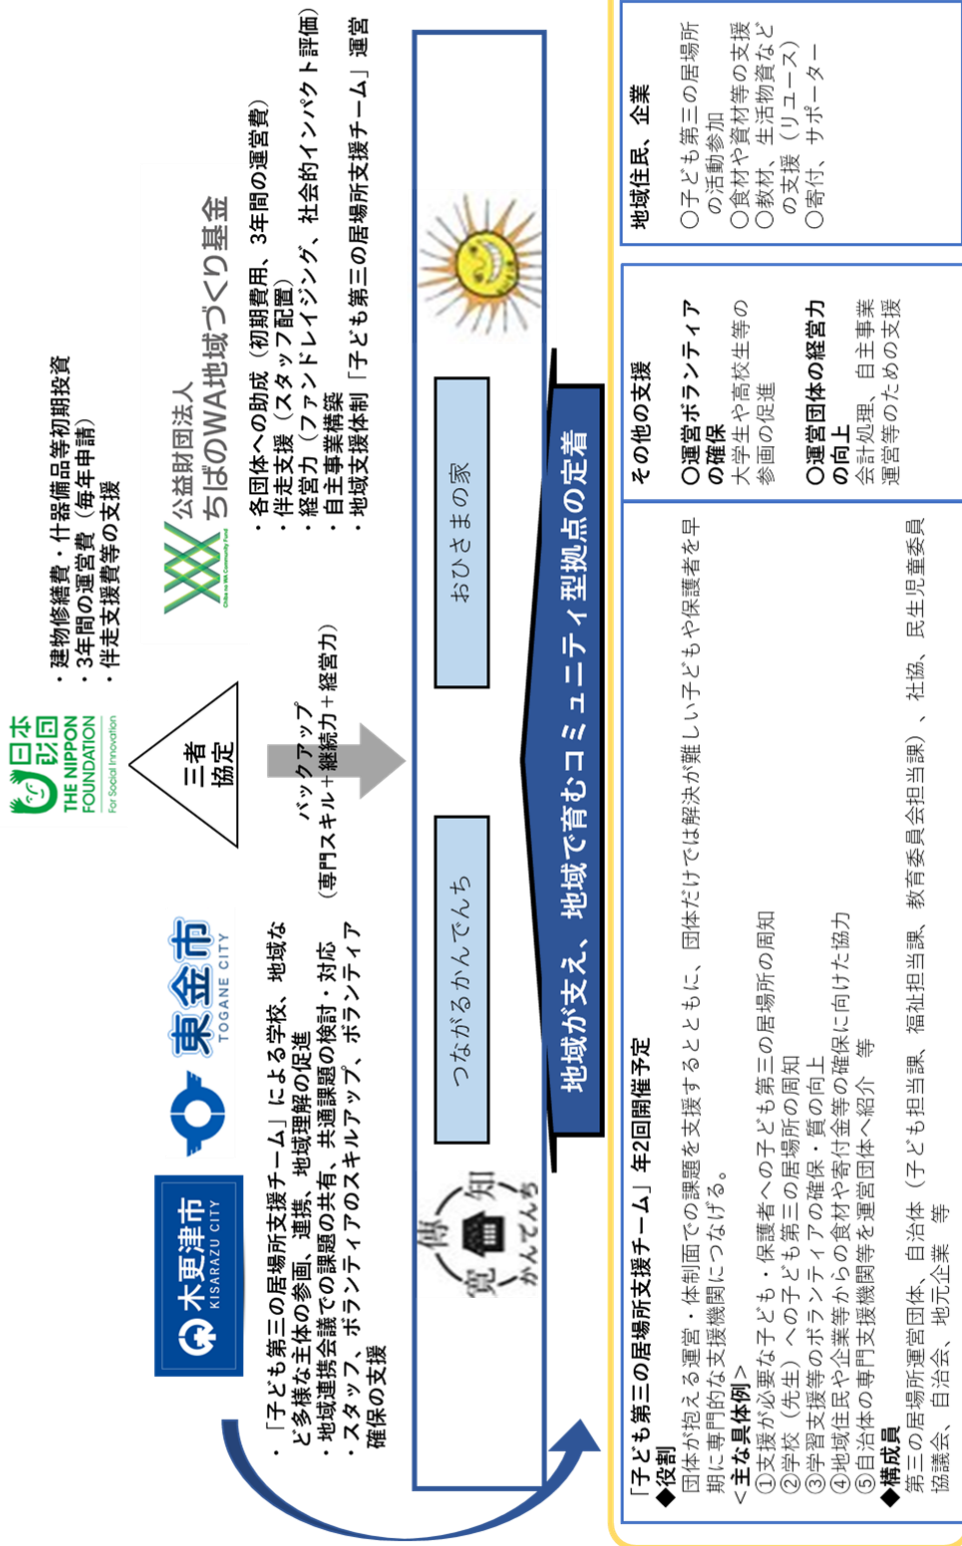 日本
財団
THE NIPPON
FOUNDATION
For Social Innovation
・建物修繕費・什器備品等初期投資
・3年間の運営費（毎年申請）
・伴走支援費等の支援
三者
協定
木更津市
KISARAZU CITY
東金市
TOGANE CITY
公益財団法人
ちばのWA地域づくり基金
Chiba no WA Community Fund
・「子ども第三の居場所支援チーム」による学校、地域な
ど多様な主体の参画、連携、地域理解の促進
・地域連携会議での課題の共有、共通課題の検討・対応
・スタッフ、ボランティアのスキルアップ、ボランティア
確保の支援
バックアップ
（専門スキル＋継続力＋経営力）
・各団体への助成（初期費用、3年間の運営費）
・伴走支援（スタッフ配置）
・経営力（ファンドレイジング、社会的インパクト評価）
・自主事業構築
・地域支援体制「子ども第三の居場所支援チーム」運営
寛
傳
知
かんでんち
つながるかんでんち
おひさまの家
地域が支え、地域で育むコミュニティ型拠点の定着
「子ども第三の居場所支援チーム」年2回開催予定
◆役割
団体が抱える運営・体制面での課題を支援するとともに、団体だけでは解決が難しい子どもや保護者を早
期に専門的な支援機関につなげる。
＜主な具体例＞
①支援が必要な子ども・保護者への子ども第三の居場所の周知
②学校（先生）への子ども第三の居場所の周知
③学習支援等のボランティアの確保・質の向上
④地域住民や企業等からの食材や寄付金等の確保に向けた協力
⑤自治体の専門支援機関等を運営団体へ紹介　等
◆構成員
第三の居場所運営団体、自治体（子ども担当課、福祉担当課、教育委員会担当課）、社協、民生児童委員
協議会、自治会、地元企業　等
その他の支援
〇運営ボランティア
の確保
大学生や高校生等の
参画の促進
〇運営団体の経営力
の向上
会計処理、自主事業
運営等のための支援
地域住民、企業
〇子ども第三の居場所
の活動参加
〇食材や資材等の支援
〇教材、生活物資など
の支援（リユース）
〇寄付、サポーター